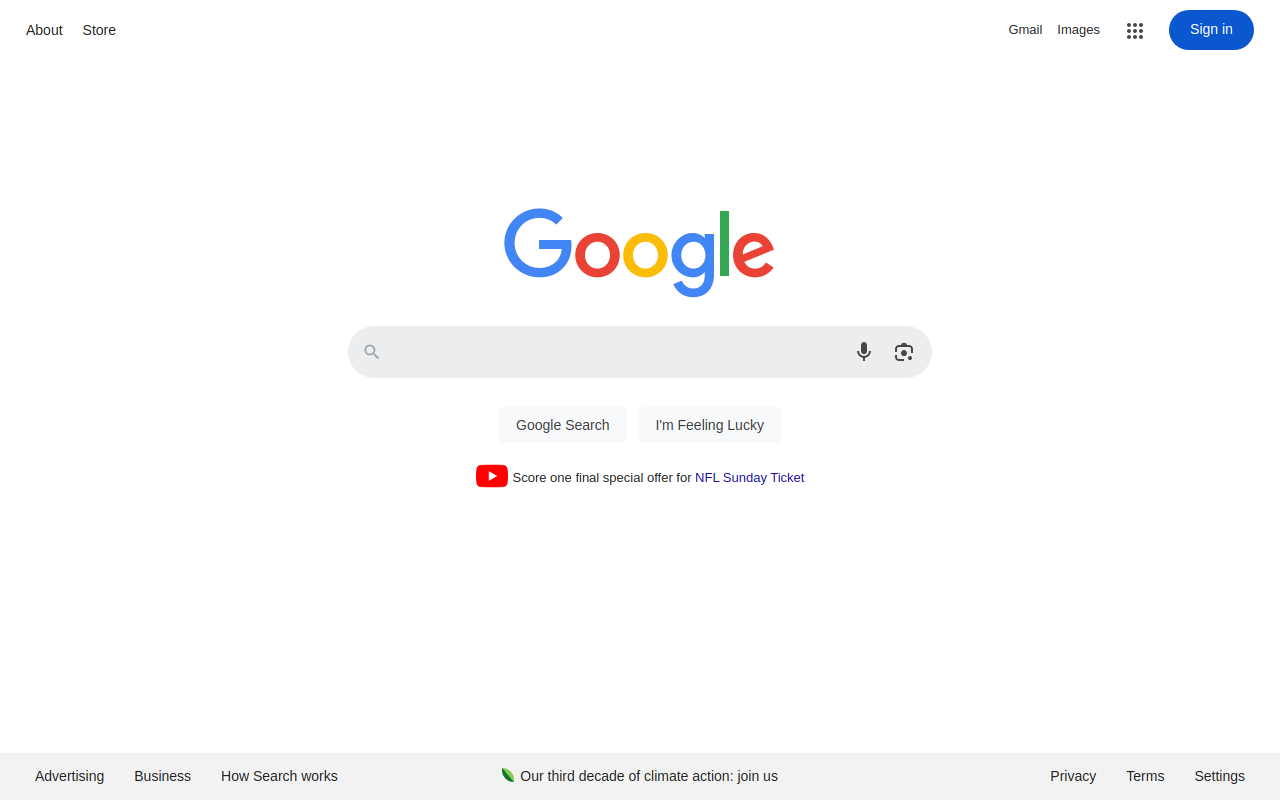 About Store Gmail Images Sign in
Google
Google Search I'm Feeling Lucky
Score one final special offer for NFL Sunday Ticket
Advertising Business How Search works Our third decade of climate action: join us Privacy Terms Settings